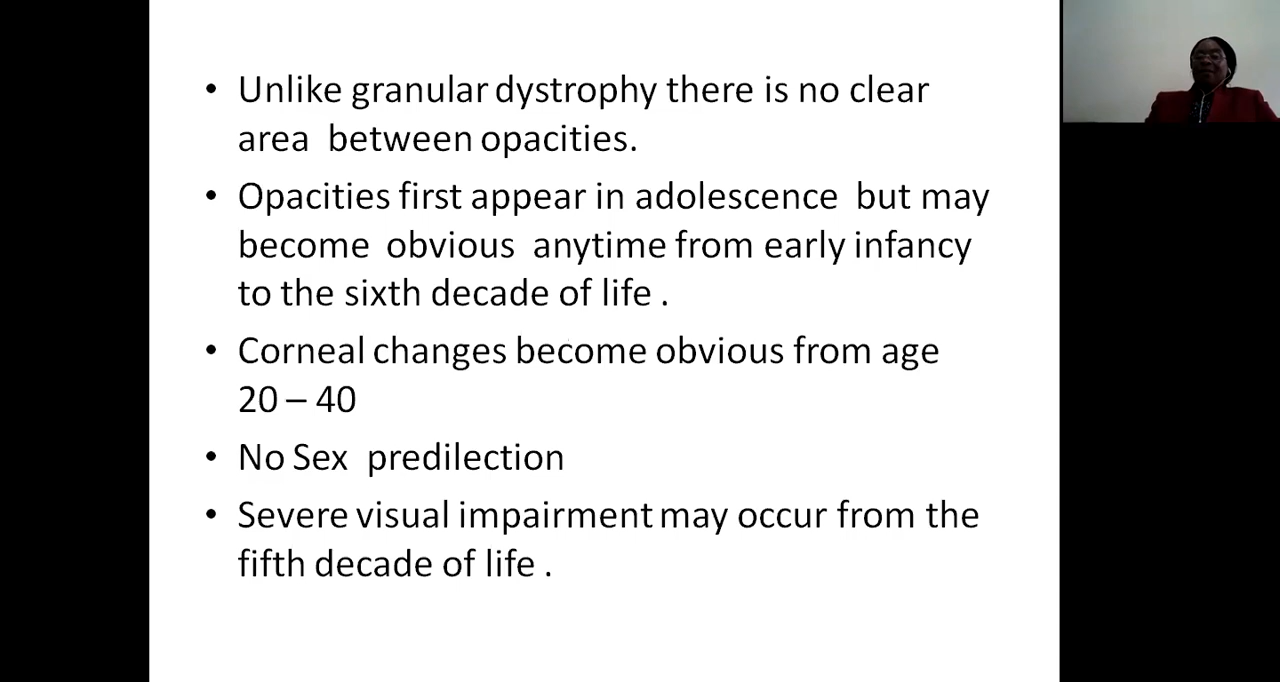 • Unlike granular dystrophy there is no clear
area between opacities.
• Opacities first appear in adolescence but may
become obvious anytime from early infancy
to the sixth decade of life .
• Corneal changes become obvious from age
20 – 40
• No Sex predilection
• Severe visual impairment may occur from the
fifth decade of life .